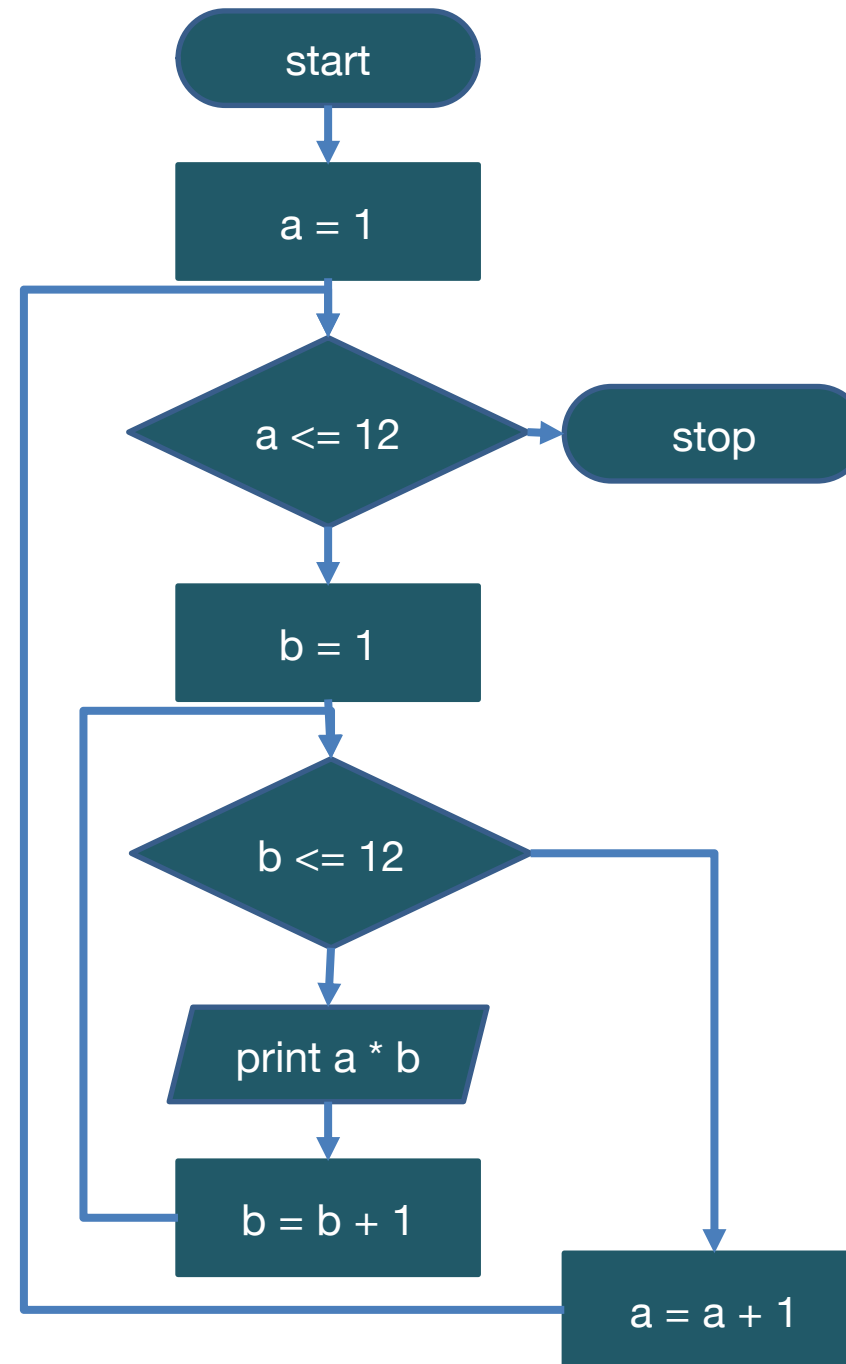 start
a = 1
a <= 12
stop
b = 1
b <= 12
print a * b
b = b + 1
a = a + 1